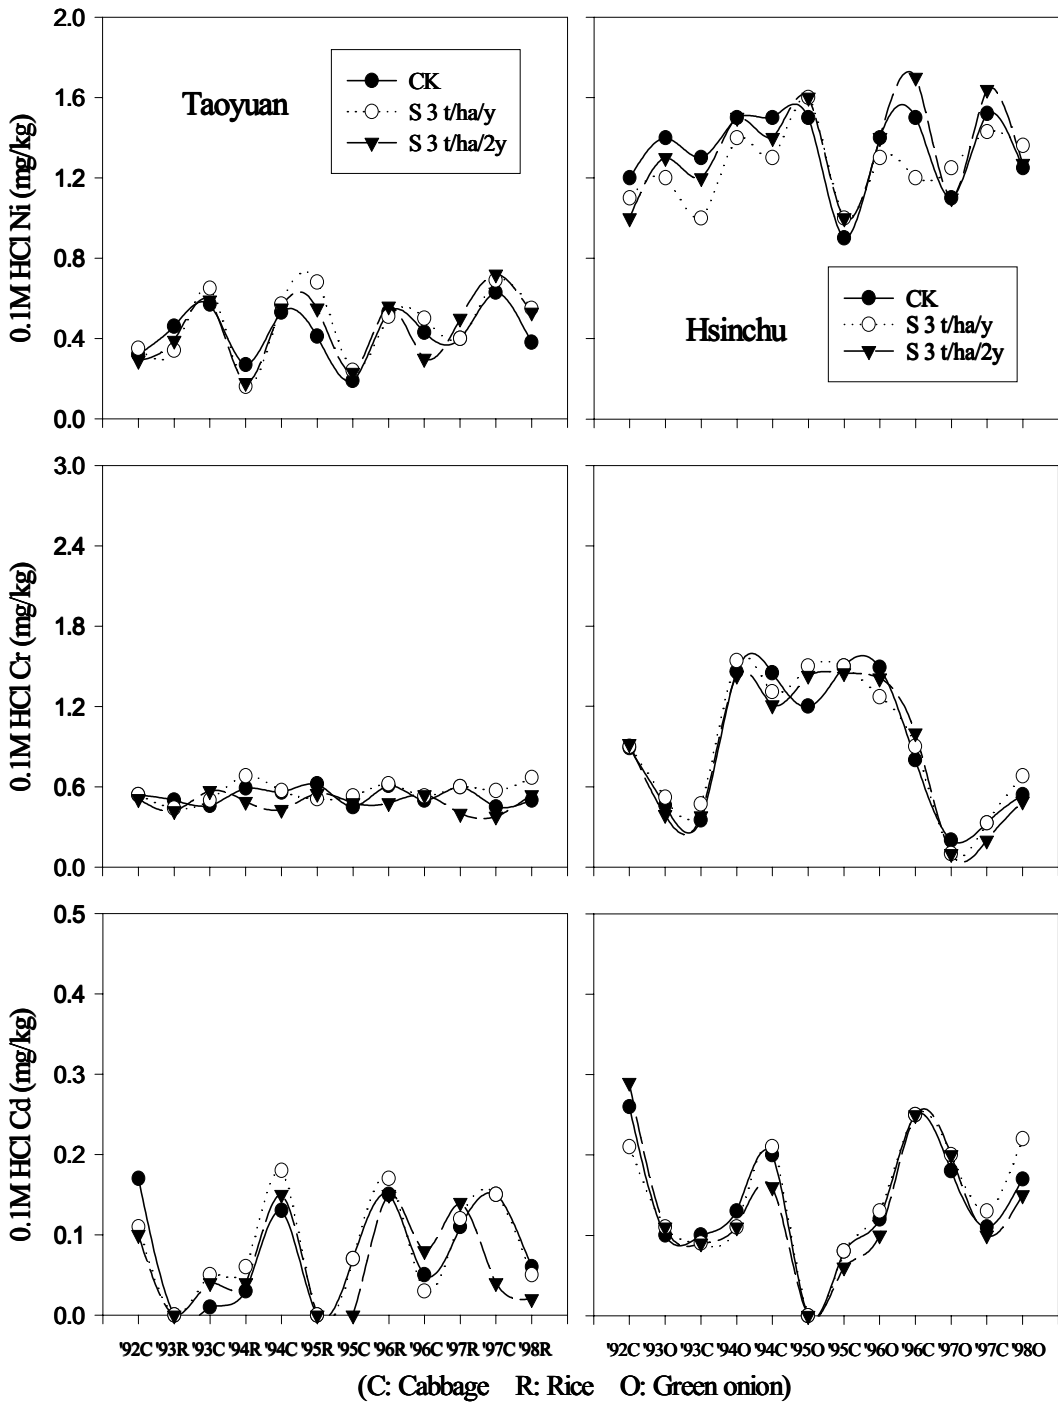 2.0
1.6
1.2
0.8
0.4
0.0
0.1M HCl Ni (mg/kg)
Taoyuan
CK
S 3 t/ha/y
S 3 t/ha/2y
Hsinchu
CK
S 3 t/ha/y
S 3 t/ha/2y
3.0
2.4
1.8
1.2
0.6
0.0
0.1M HCl Cr (mg/kg)
0.5
0.4
0.3
0.2
0.1
0.0
0.1M HCl Cd (mg/kg)
'92C '93R '93C '94R '94C '95R '95C '96R '96C '97R '97C '98R
'92C '93O '93C '94O '94C '95O '95C '96O '96C '97O '97C '98O
(C: Cabbage R: Rice O: Green onion)